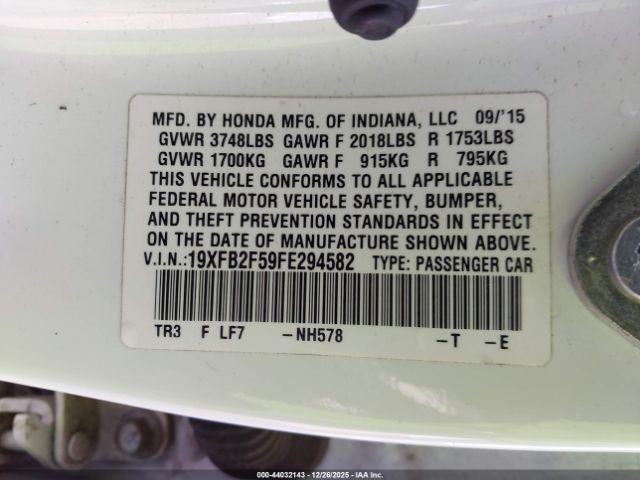 MFD. BY HONDA MFG. OF INDIANA, LLC 09/'15
GVWR 3748LBS GAWR F 2018LBS R 1753LBS
GVWR 1700KG GAWR F 915KG R 795KG
THIS VEHICLE CONFORMS TO ALL APPLICABLE
FEDERAL MOTOR VEHICLE SAFETY, BUMPER,
AND THEFT PREVENTION STANDARDS IN EFFECT
ON THE DATE OF MANUFACTURE SHOWN ABOVE.
V.I.N.:19XFB2F59FE294582 TYPE: PASSENGER CAR
TR3 F LF7 -NH578 -T -E
Stock #: 44032143 | 12/26/2025 | IAA Inc.